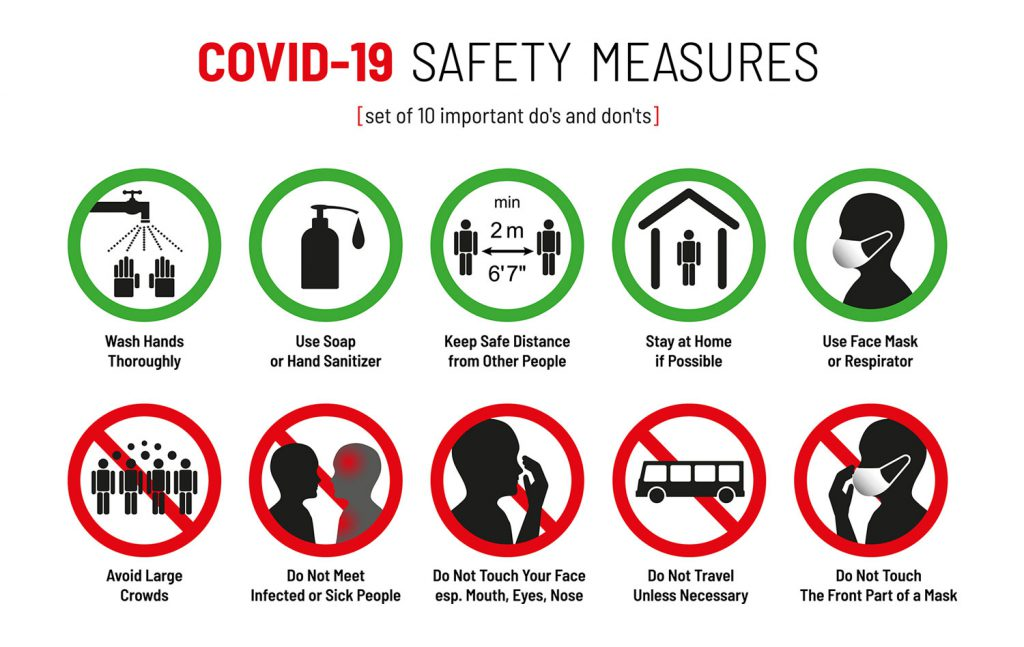 COVID-19 SAFETY MEASURES
[set of 10 important do's and don'ts]
min
2 m
6'7"
Wash Hands
Thoroughly
Use Soap
or Hand Sanitizer
Keep Safe Distance
from Other People
Stay at Home
if Possible
Use Face Mask
or Respirator
Avoid Large
Crowds
Do Not Meet
Infected or Sick People
Do Not Touch Your Face
esp. Mouth, Eyes, Nose
Do Not Travel
Unless Necessary
Do Not Touch
The Front Part of a Mask